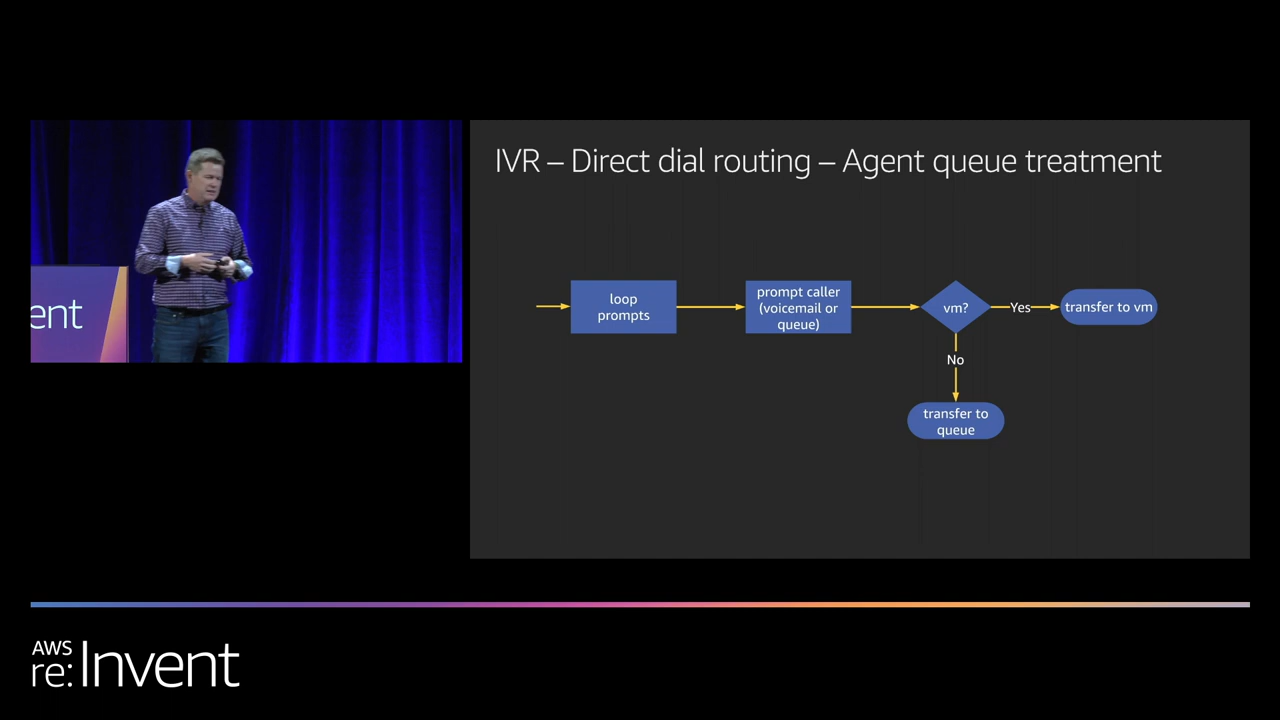 IVR – Direct dial routing – Agent queue treatment
loop
prompts
prompt caller
(voicemail or
queue)
vm?
Yes
transfer to vm
No
transfer to
queue
ent
AWS
re:Invent